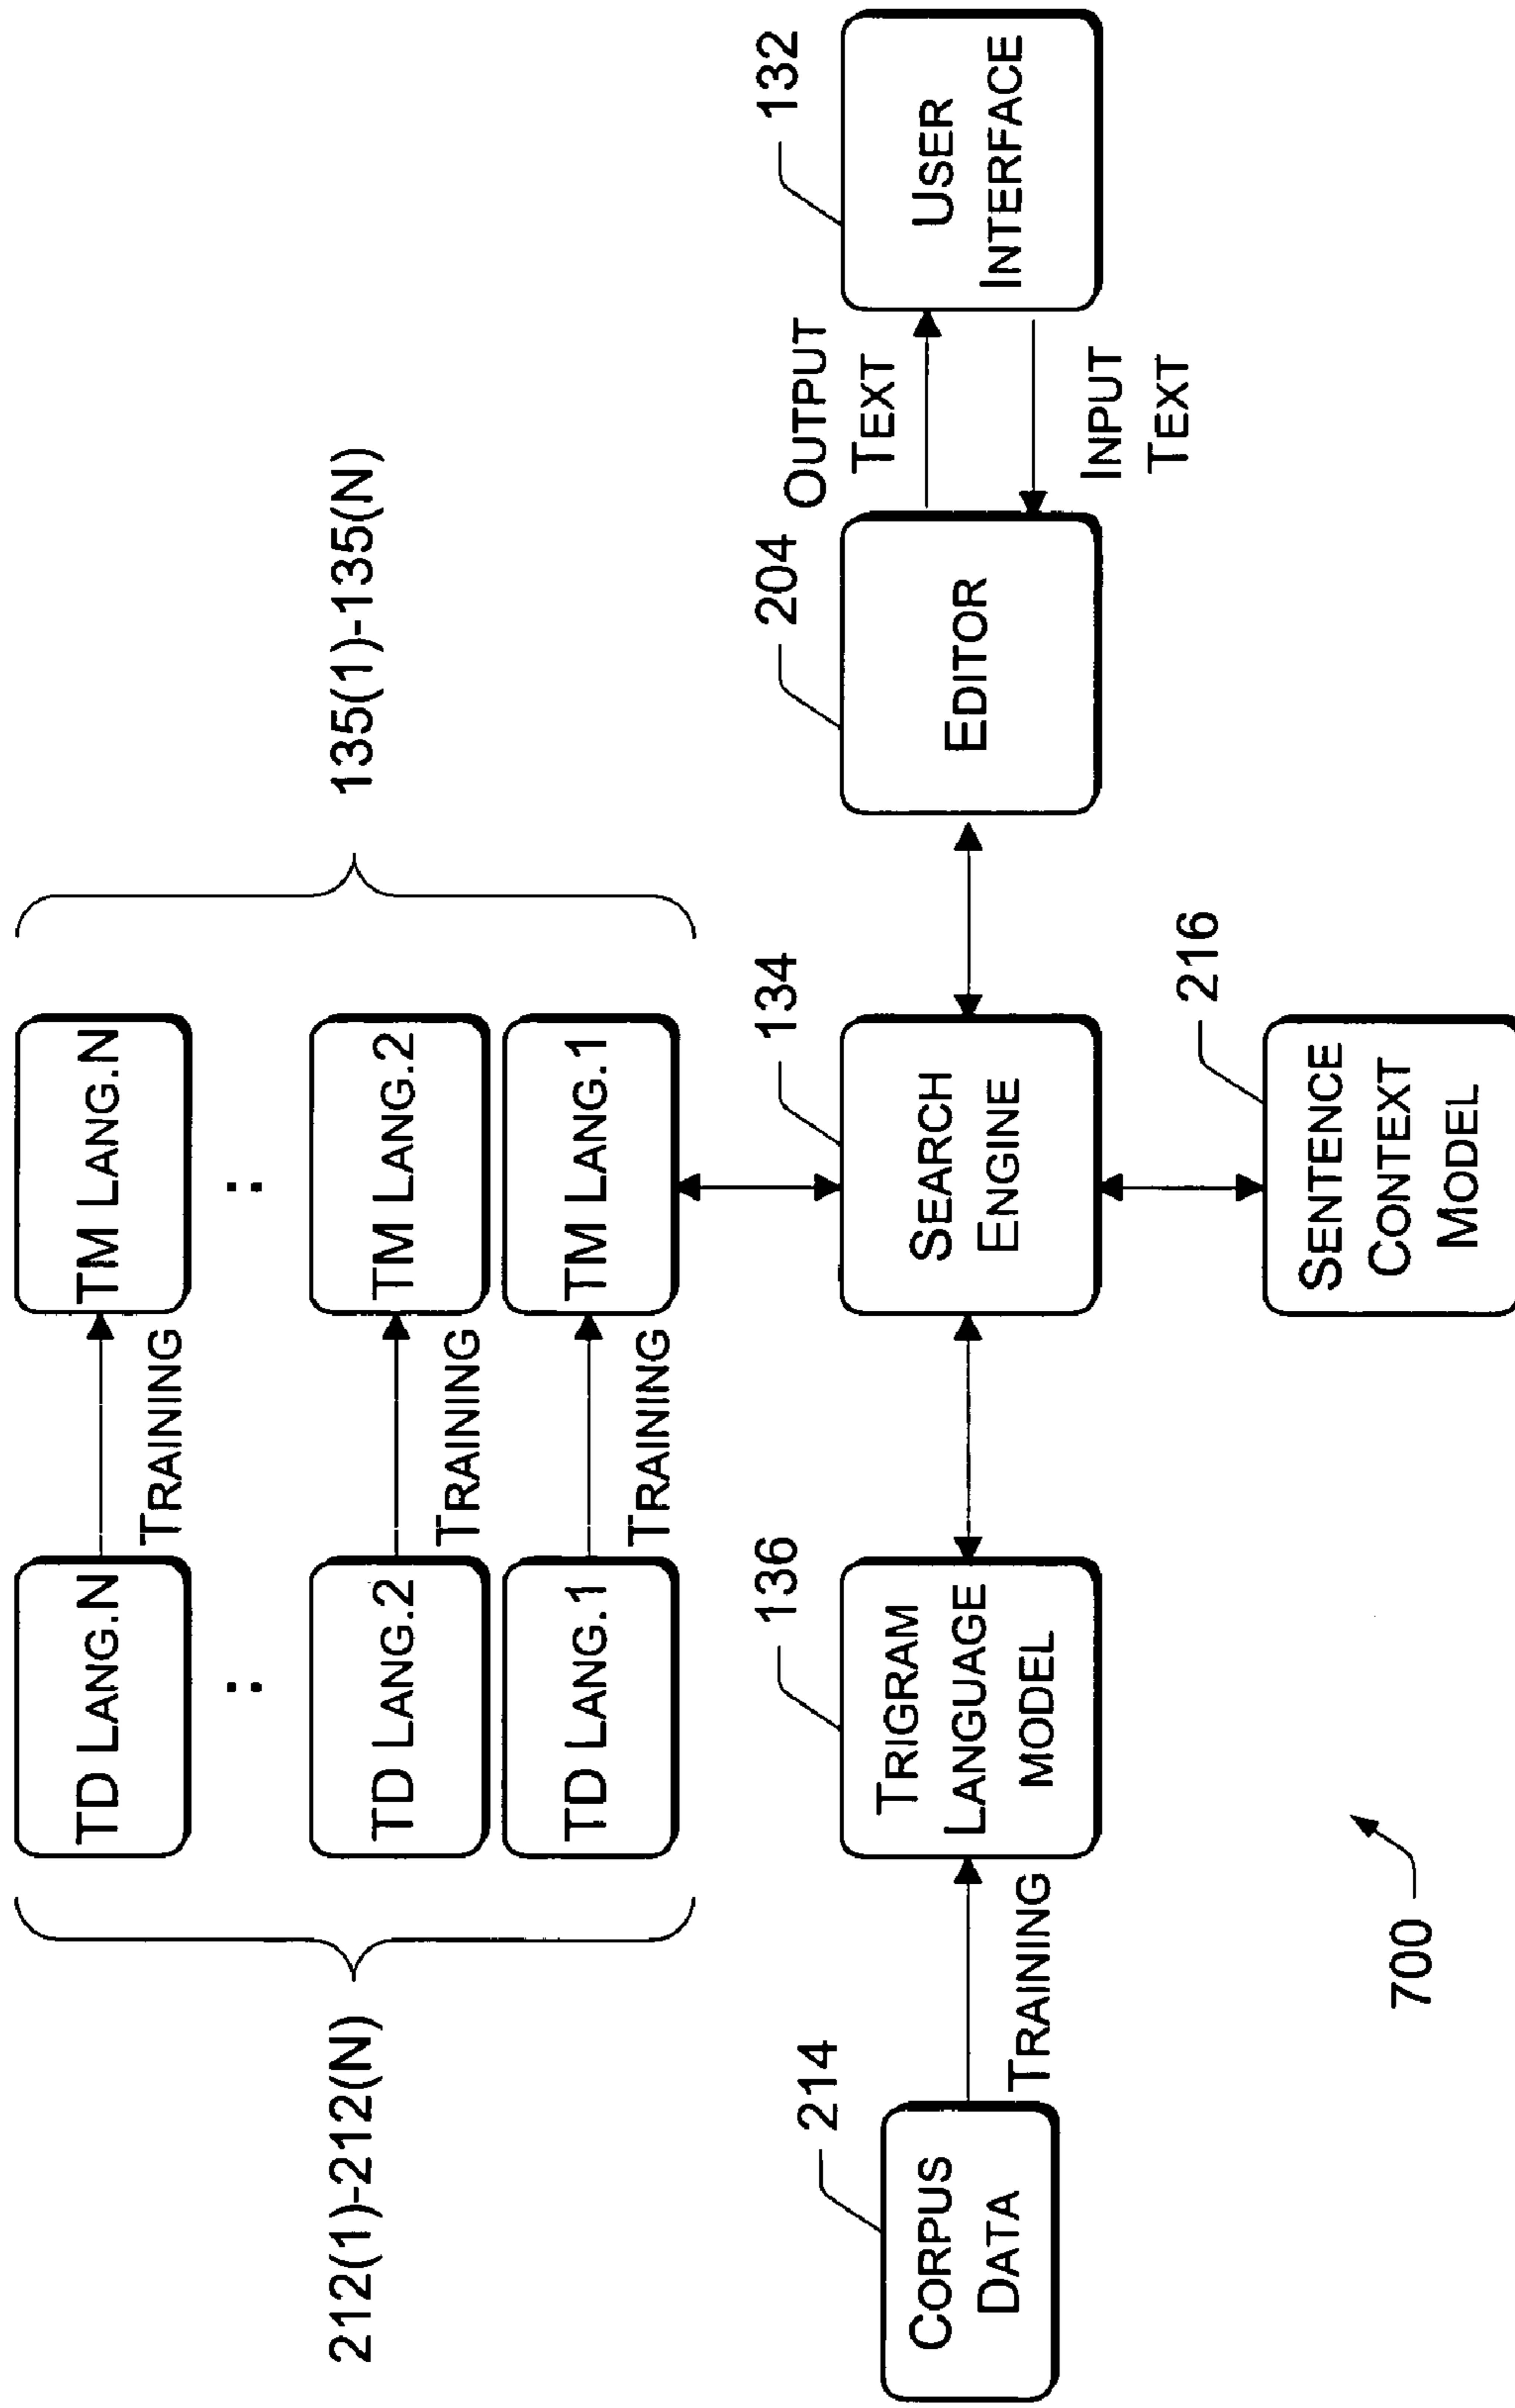 212(1)-212(N)
135(1)-135(N)
TD LANG.N
TRAINING
TM LANG.N
:
:
TD LANG.2
TRAINING
TM LANG.2
TD LANG.1
TRAINING
TM LANG.1
214
136
134
204
132
CORPUS
DATA
TRAINING
TRIGRAM
LANGUAGE
MODEL
SEARCH
ENGINE
EDITOR
OUTPUT
TEXT
INPUT
TEXT
USER
INTERFACE
216
SENTENCE
CONTEXT
MODEL
700